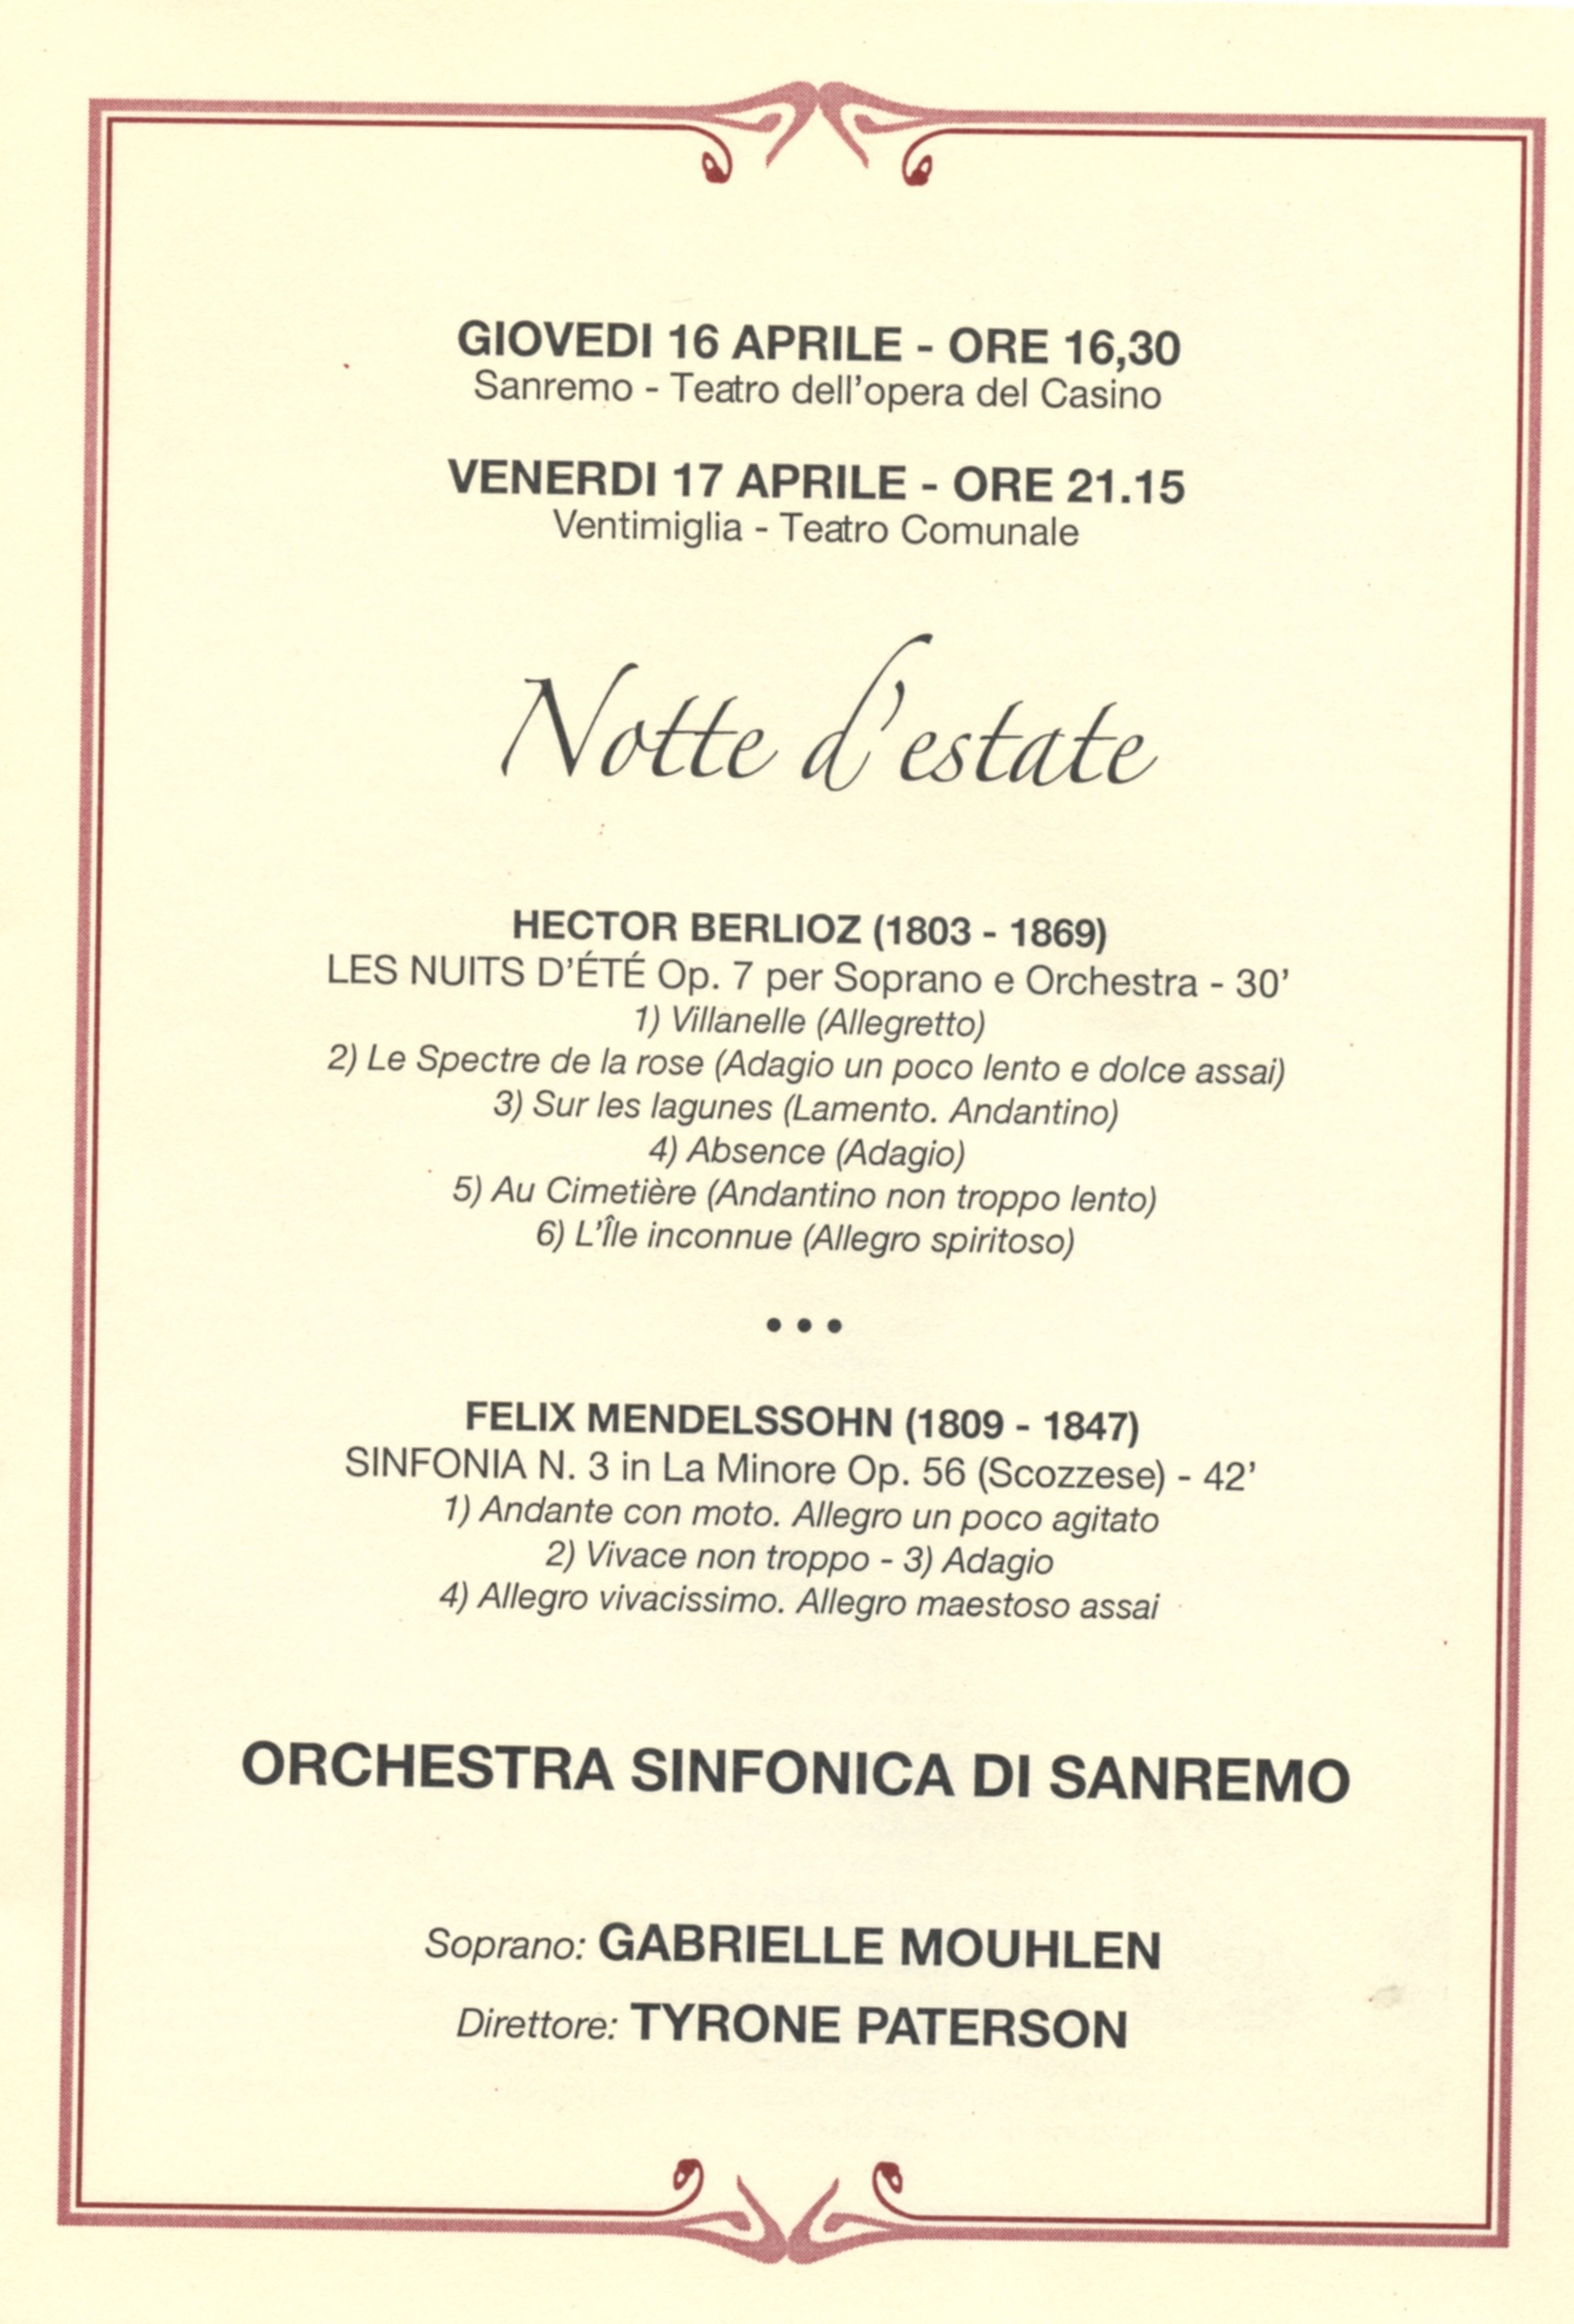 GIOVEDI 16 APRILE - ORE 16,30
Sanremo - Teatro dell'opera del Casino
VENERDI 17 APRILE - ORE 21.15
Ventimiglia - Teatro Comunale
Notte d'estate
HECTOR BERLIOZ (1803 - 1869)
LES NUITS D'ÉTÉ Op. 7 per Soprano e Orchestra - 30'
1) Villanelle (Allegretto)
2) Le Spectre de la rose (Adagio un poco lento e dolce assai)
3) Sur les lagunes (Lamento. Andantino)
4) Absence (Adagio)
5) Au Cimetière (Andantino non troppo lento)
6) L'Île inconnue (Allegro spiritoso)
• • •
FELIX MENDELSSOHN (1809 - 1847)
SINFONIA N. 3 in La Minore Op. 56 (Scozzese) - 42'
1) Andante con moto. Allegro un poco agitato
2) Vivace non troppo - 3) Adagio
4) Allegro vivacissimo. Allegro maestoso assai
ORCHESTRA SINFONICA DI SANREMO
Soprano: GABRIELLE MOUHLEN
Direttore: TYRONE PATERSON